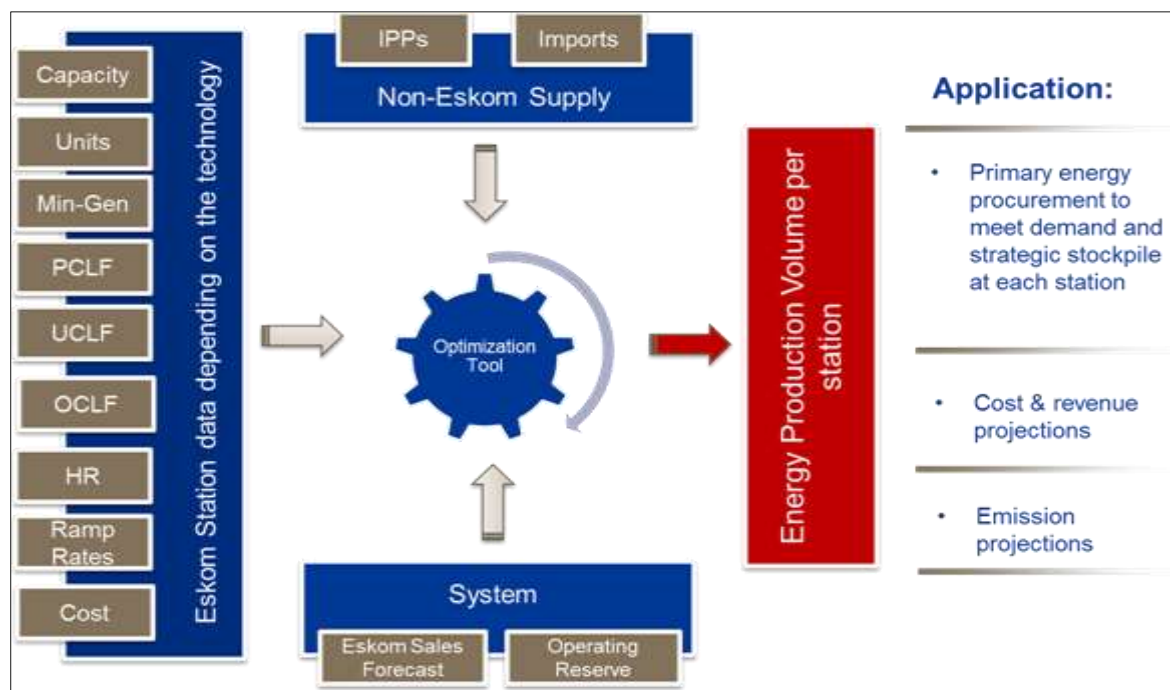 Capacity
Units
Min-Gen
PCLF
UCLF
OCLF
HR
Ramp
Rates
Cost
Eskom Station data depending on the technology
IPPs
Imports
Non-Eskom Supply
Optimization
Tool
System
Eskom Sales
Forecast
Operating
Reserve
Energy Production Volume per
station
Application:
• Primary energy
procurement to
meet demand and
strategic stockpile
at each station
• Cost & revenue
projections
• Emission
projections